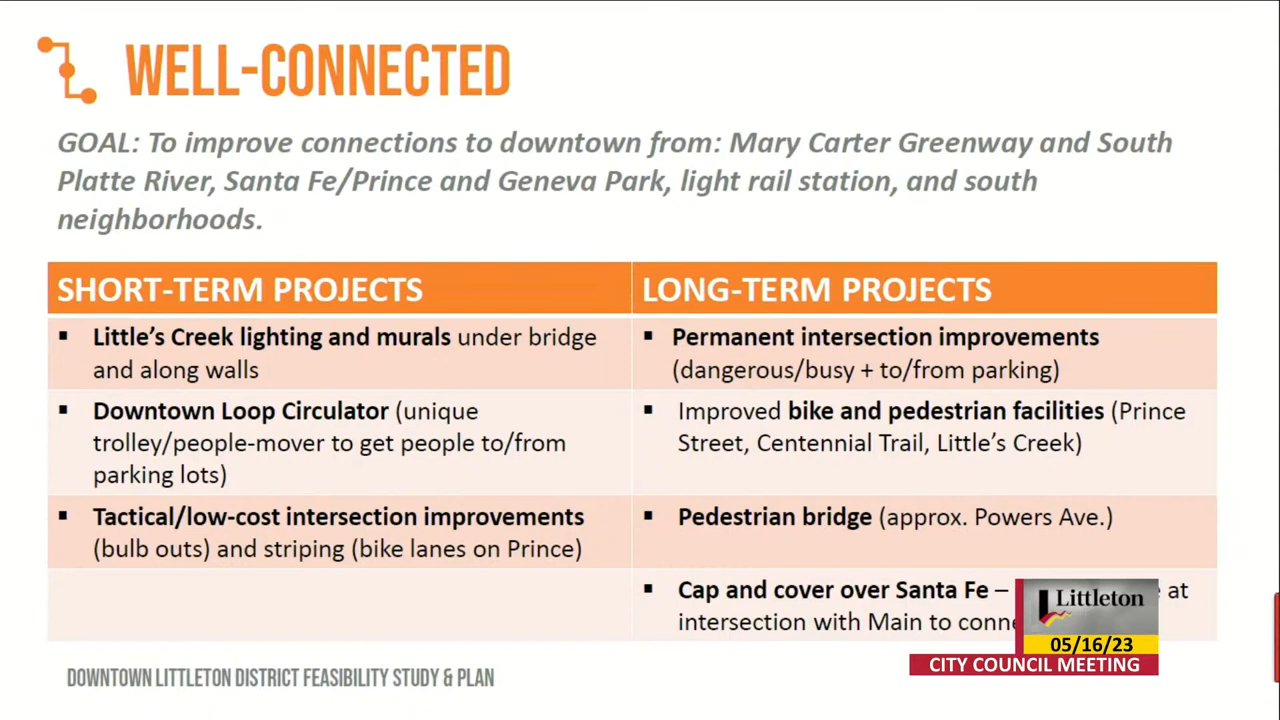 WELL-CONNECTED
GOAL: To improve connections to downtown from: Mary Carter Greenway and South
Platte River, Santa Fe/Prince and Geneva Park, light rail station, and south
neighborhoods.
SHORT-TERM PROJECTS
LONG-TERM PROJECTS
▪ Little's Creek lighting and murals under bridge
and along walls
▪ Permanent intersection improvements
(dangerous/busy + to/from parking)
▪ Downtown Loop Circulator (unique
trolley/people-mover to get people to/from
parking lots)
▪ Improved bike and pedestrian facilities (Prince
Street, Centennial Trail, Little's Creek)
▪ Tactical/low-cost intersection improvements
(bulb outs) and striping (bike lanes on Prince)
▪ Pedestrian bridge (approx. Powers Ave.)
▪ Cap and cover over Santa Fe – at
intersection with Main to
Littleton
05/16/23
CITY COUNCIL MEETING
DOWNTOWN LITTLETON DISTRICT FEASIBILITY STUDY & PLAN